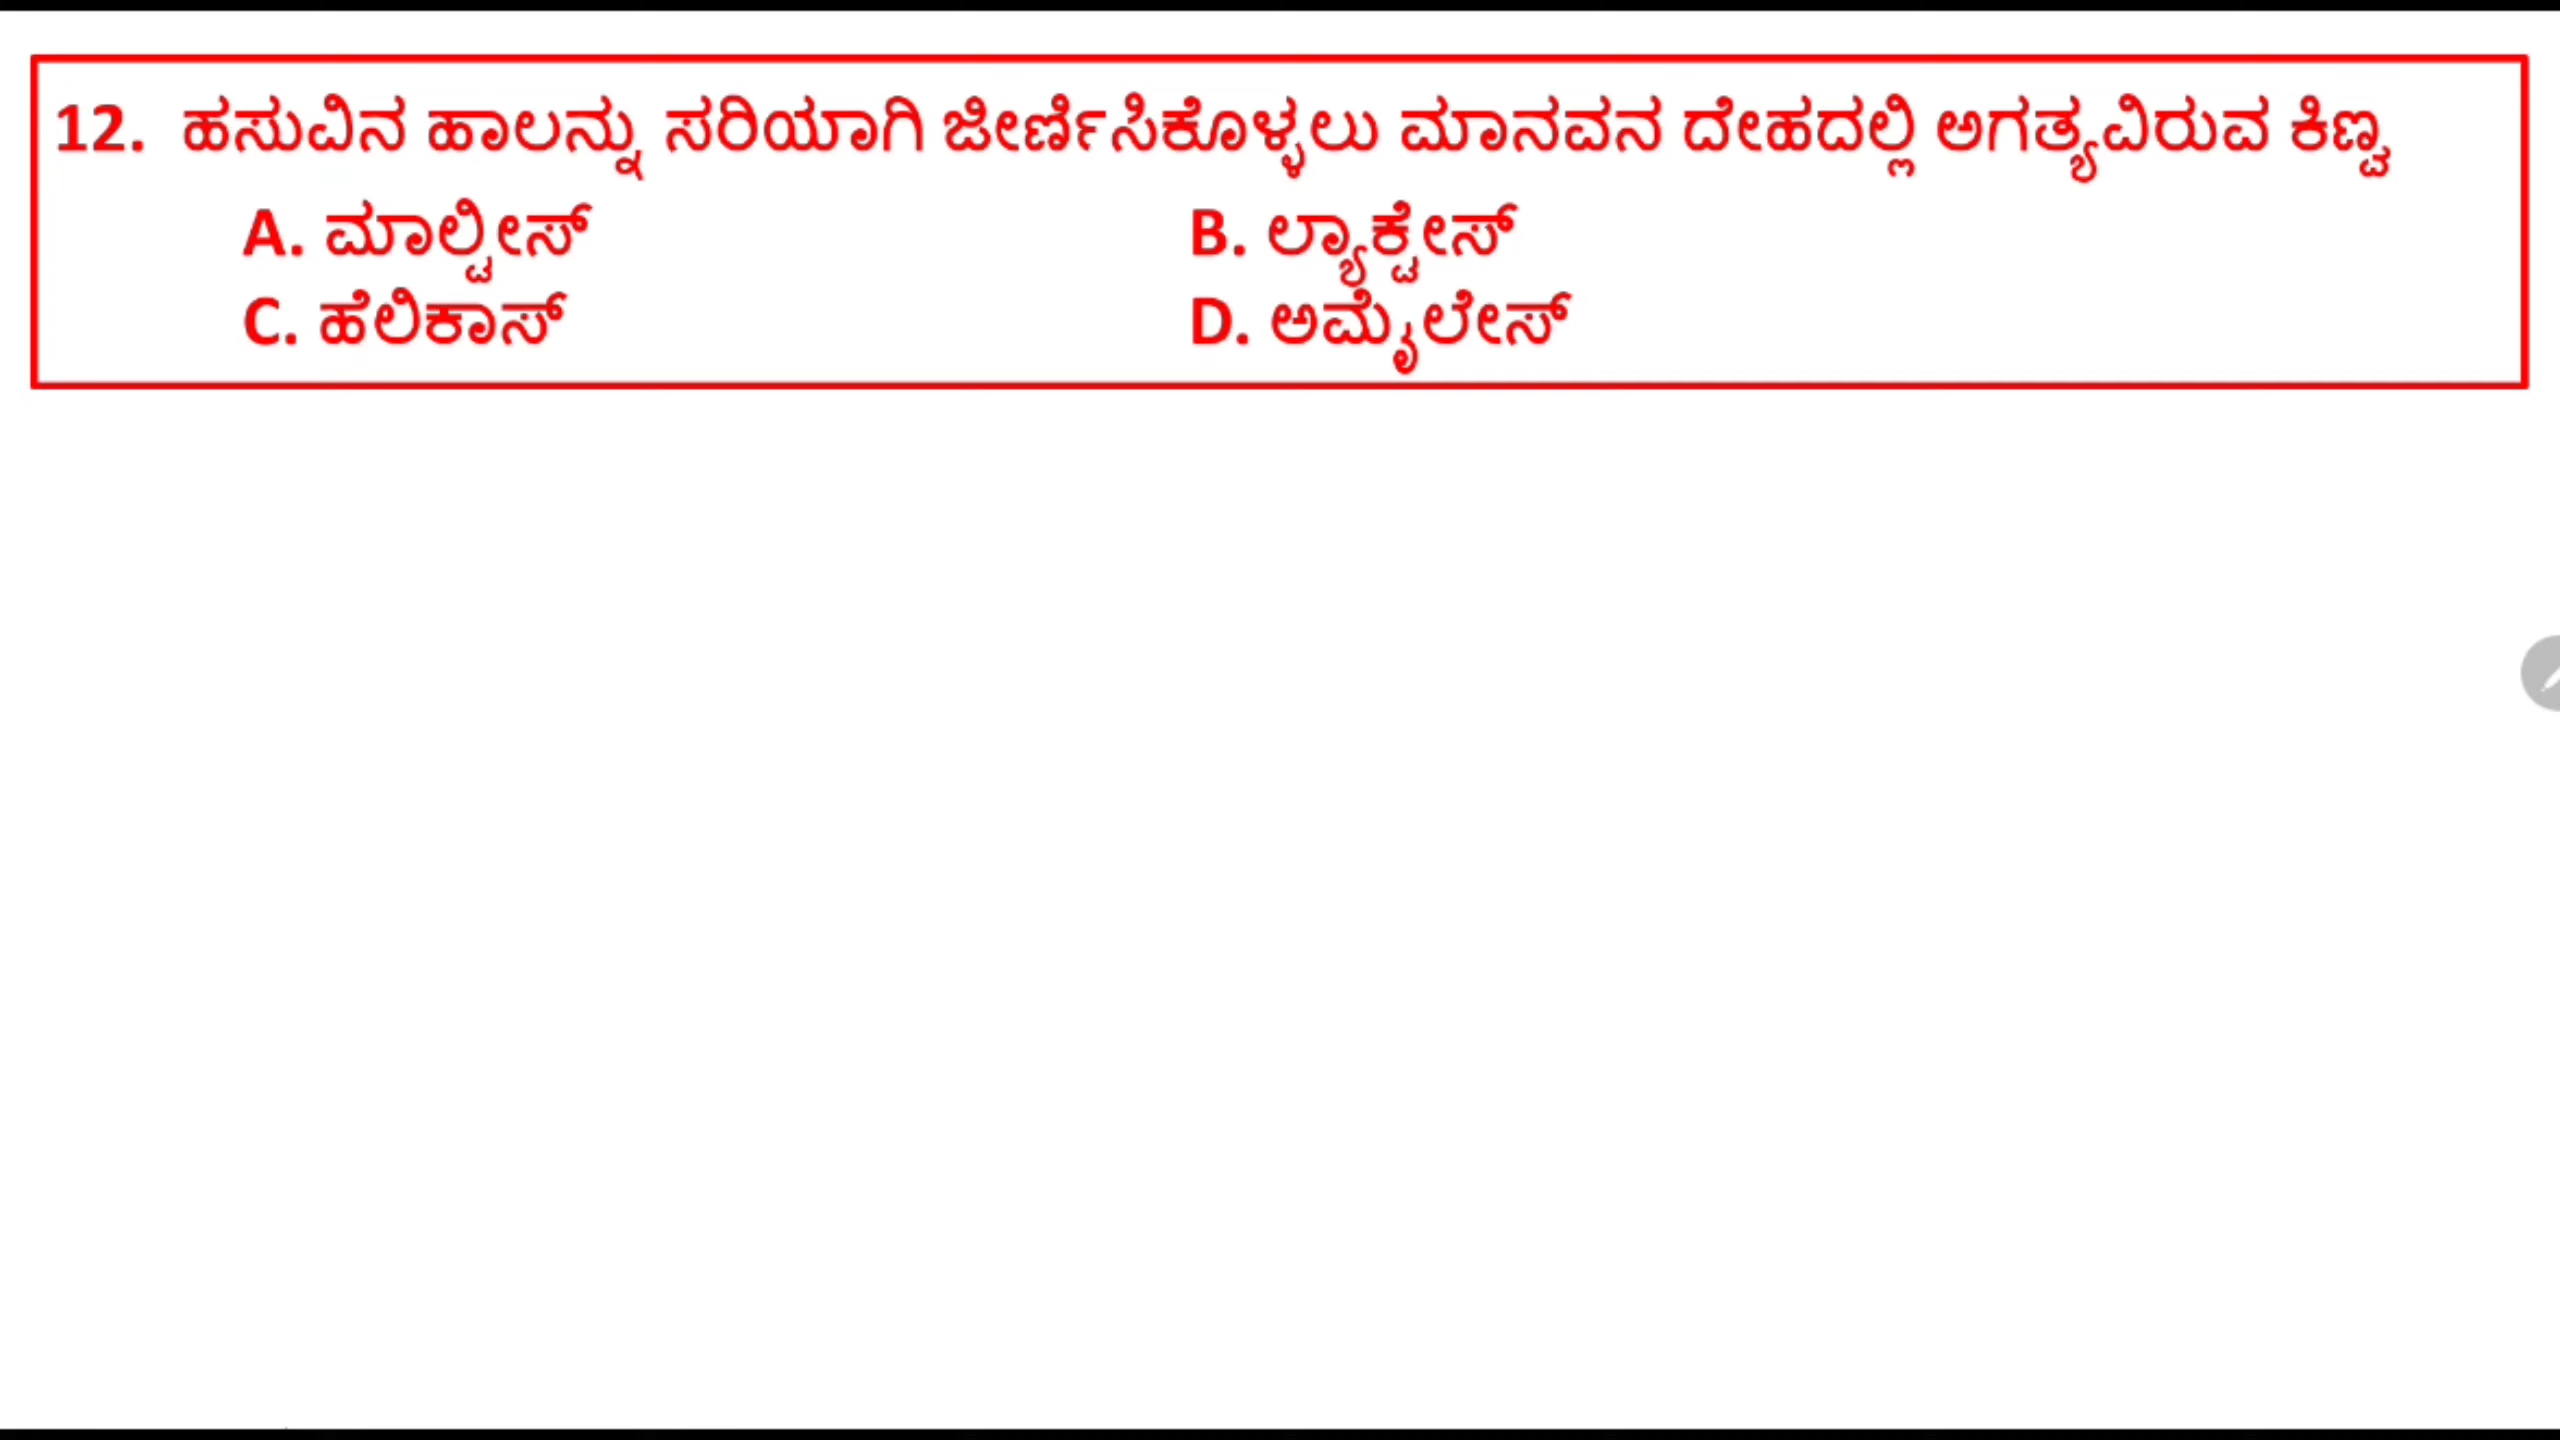 12. ಹಸುವಿನ ಹಾಲನ್ನು ಸರಿಯಾಗಿ ಜೀರ್ಣಿಸಿಕೊಳ್ಳಲು ಮಾನವನ ದೇಹದಲ್ಲಿ ಅಗತ್ಯವಿರುವ ಕಿಣ್ವ
A. ಮಾಲ್ಟೀಸ್ B. ಲ್ಯಾಕ್ಟೇಸ್
C. ಹೆಲಿಕಾಸ್ D. ಅಮೈಲೇಸ್